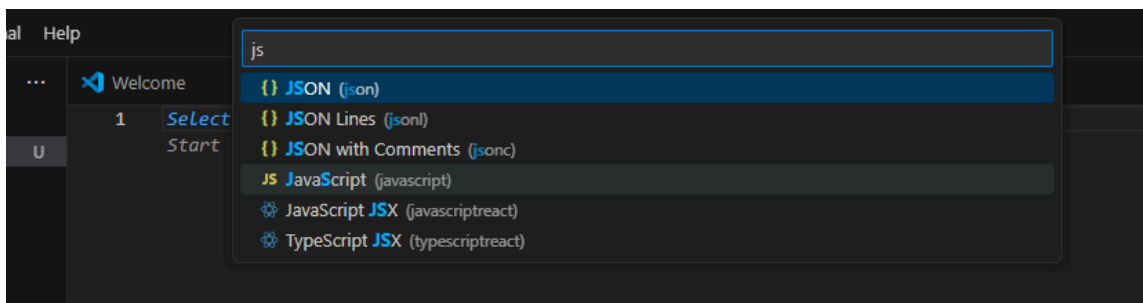 al Help
js
··· Welcome
{} JSON (json)
1 Select
{} JSON Lines (jsonl)
U Start
{} JSON with Comments (jsonc)
JS JavaScript (javascript)
JavaScript JSX (javascriptreact)
TypeScript JSX (typescriptreact)